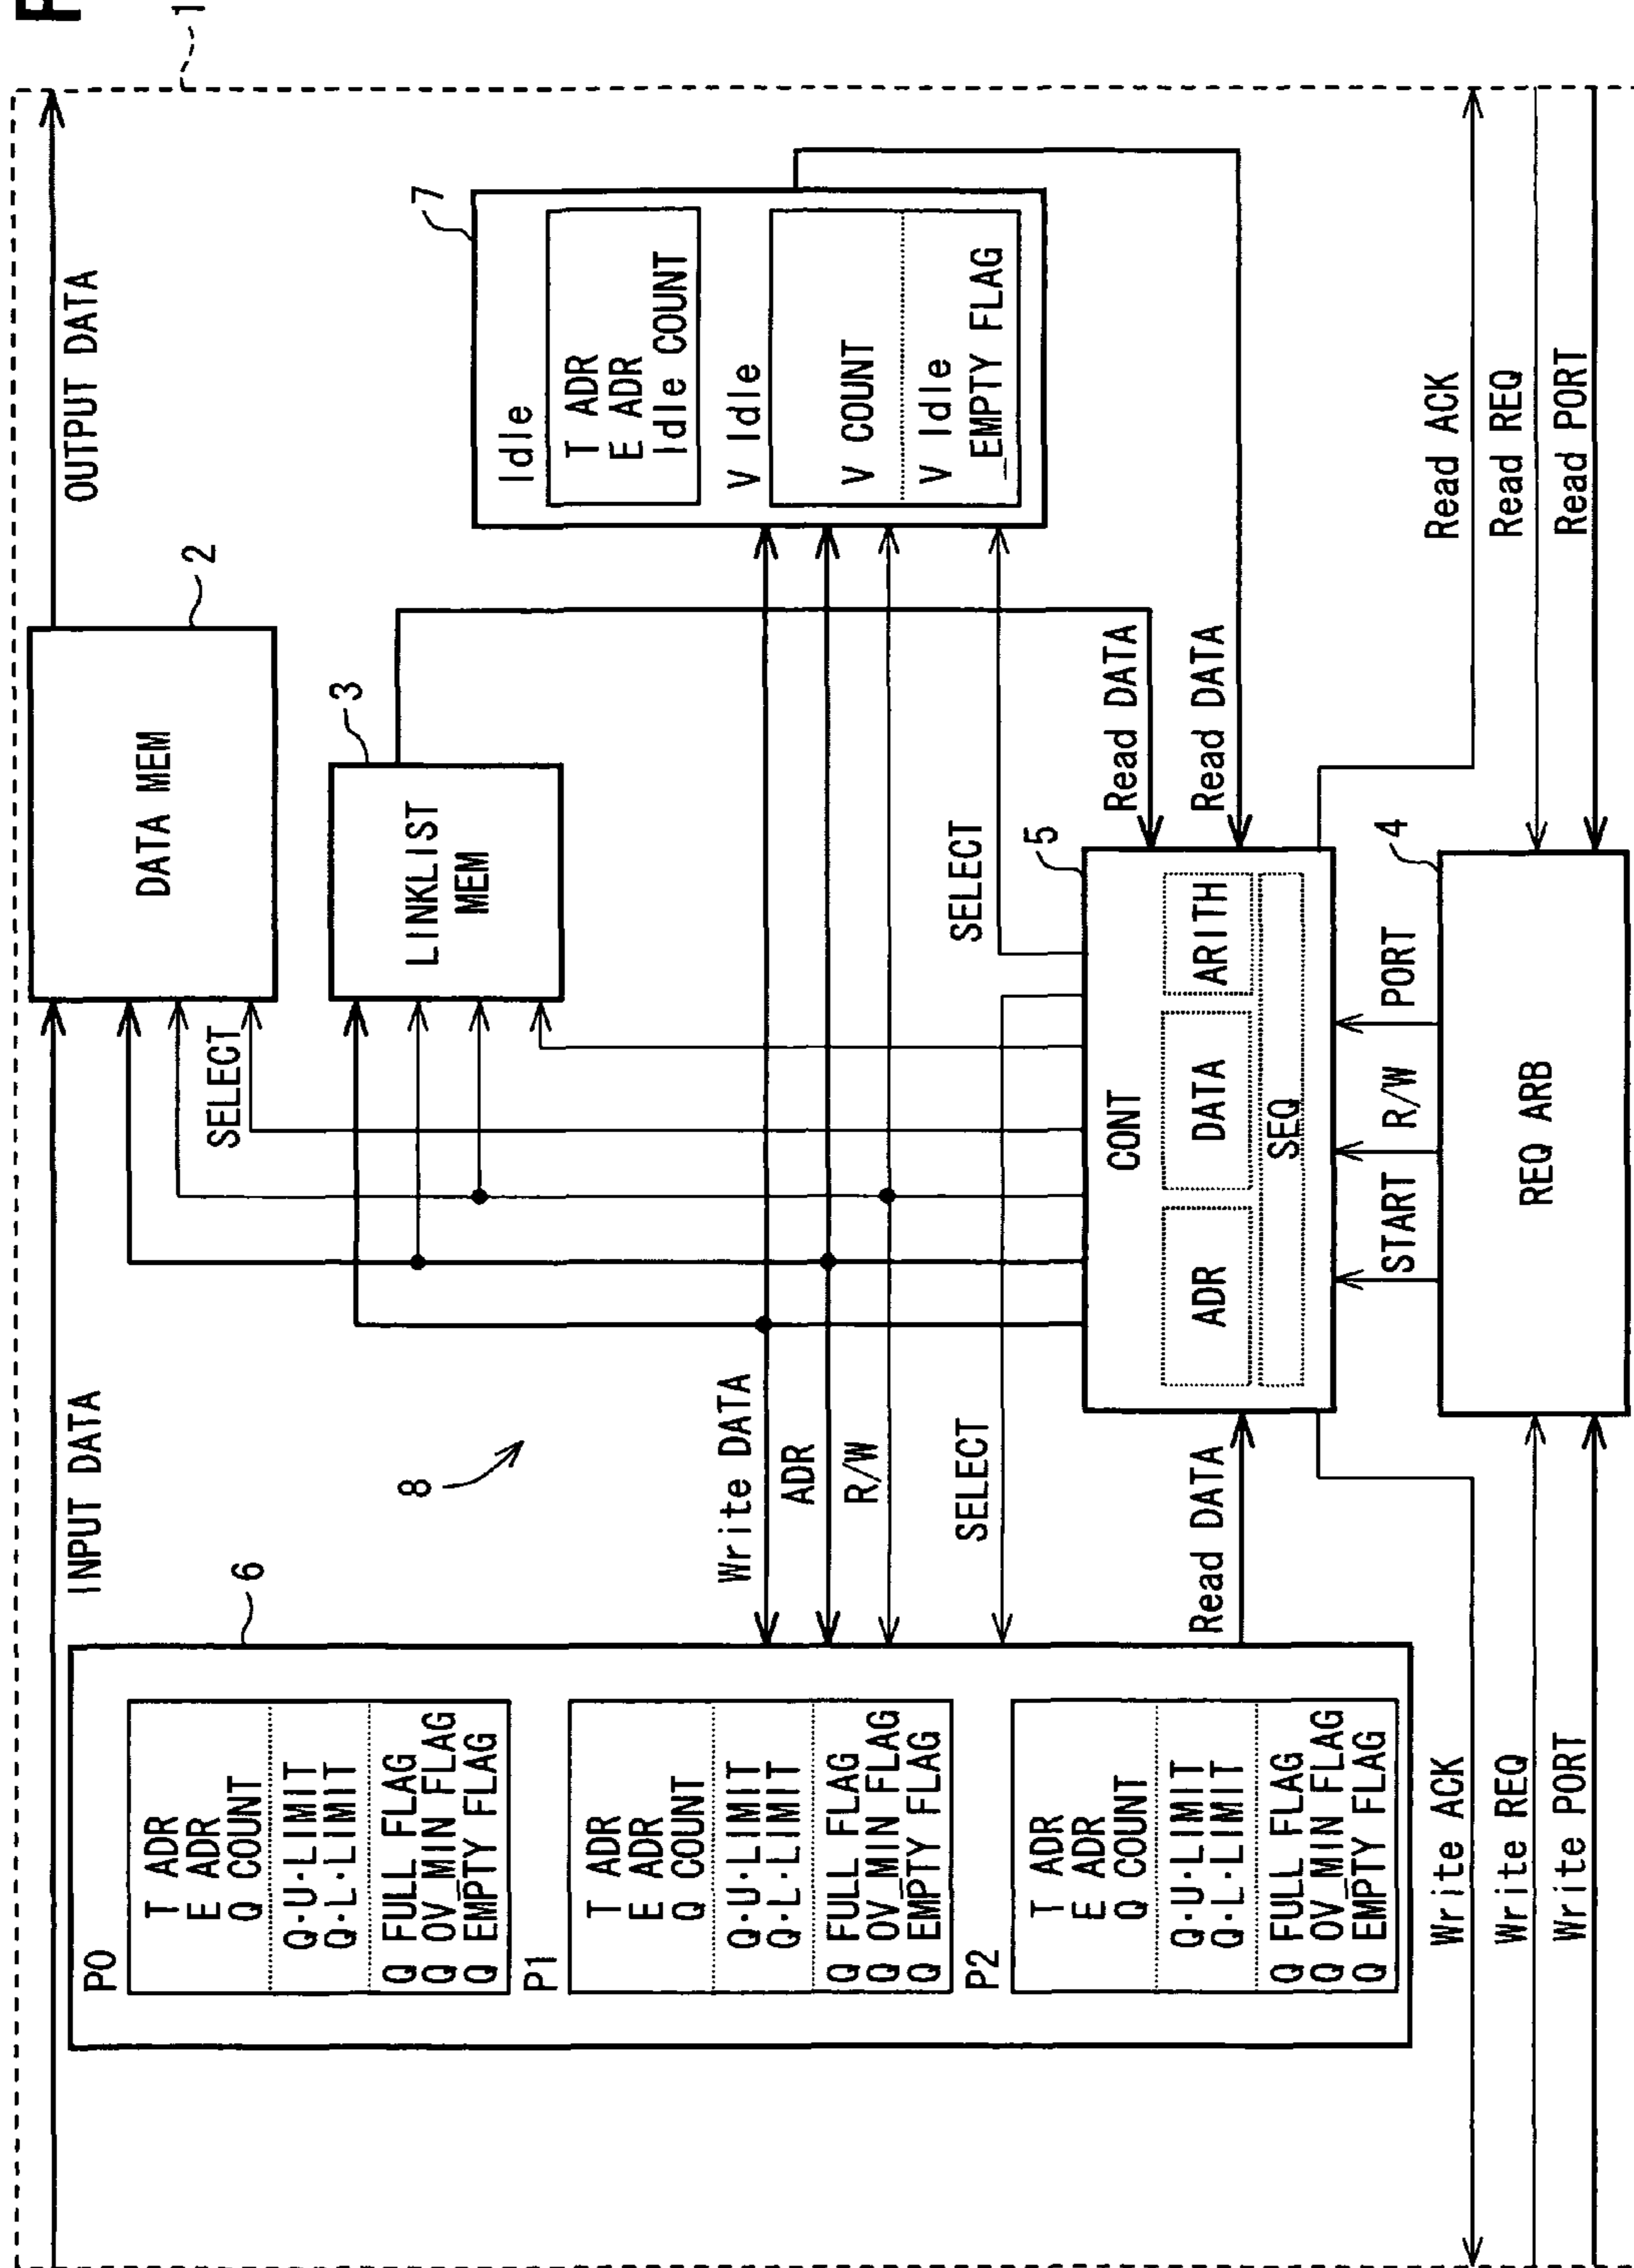 F
1
INPUT DATA
OUTPUT DATA
6
P0
T ADR
E ADR
Q COUNT
Q·U·LIMIT
Q·L·LIMIT
Q FULL FLAG
Q OV_MIN FLAG
Q EMPTY FLAG
P1
T ADR
E ADR
Q COUNT
Q·U·LIMIT
Q·L·LIMIT
Q FULL FLAG
Q OV_MIN FLAG
Q EMPTY FLAG
P2
T ADR
E ADR
Q COUNT
Q·U·LIMIT
Q·L·LIMIT
Q FULL FLAG
Q OV_MIN FLAG
Q EMPTY FLAG
8
Write DATA
ADR
R/W
SELECT
Read DATA
2
DATA MEM
SELECT
3
LINKLIST
MEM
7
Idle
T ADR
E ADR
Idle COUNT
V Idle
V COUNT
V Idle
_EMPTY FLAG
SELECT
Read DATA
Read DATA
5
CONT
ADR
DATA
ARITH
SEQ
START
R/W
PORT
4
REQ ARB
Write ACK
Write REQ
Write PORT
Read ACK
Read REQ
Read PORT